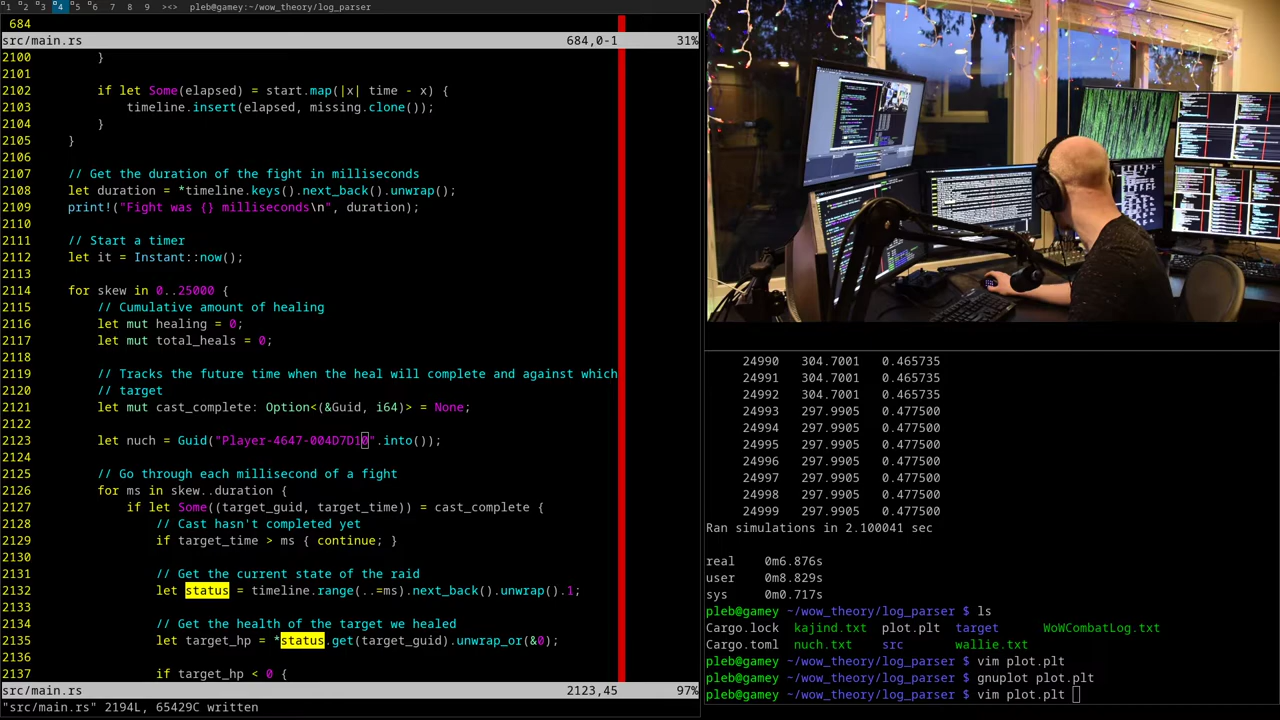 1 2 3 4 5 6 7 8 9 ><> pleb@gamey:~/wow_theory/log_parser
684
src/main.rs 684,0-1 31%
2100 }
2101
2102 if let Some(elapsed) = start.map(|x| time - x) {
2103 timeline.insert(elapsed, missing.clone());
2104 }
2105 }
2106
2107 // Get the duration of the fight in milliseconds
2108 let duration = *timeline.keys().next_back().unwrap();
2109 print!("Fight was {} milliseconds\n", duration);
2110
2111 // Start a timer
2112 let it = Instant::now();
2113
2114 for skew in 0..25000 {
2115 // Cumulative amount of healing
2116 let mut healing = 0;
2117 let mut total_heals = 0;
2118
2119 // Tracks the future time when the heal will complete and against which
2120 // target
2121 let mut cast_complete: Option<(&Guid, i64)> = None;
2122
2123 let nuch = Guid("Player-4647-004D7D10".into());
2124
2125 // Go through each millisecond of a fight
2126 for ms in skew..duration {
2127 if let Some((target_guid, target_time)) = cast_complete {
2128 // Cast hasn't completed yet
2129 if target_time > ms { continue; }
2130
2131 // Get the current state of the raid
2132 let status = timeline.range(..=ms).next_back().unwrap().1;
2133
2134 // Get the health of the target we healed
2135 let target_hp = *status.get(target_guid).unwrap_or(&0);
2136
2137 if target_hp < 0 {
src/main.rs 2123,45 97%
"src/main.rs" 2194L, 65429C written
24990 304.7001 0.465735
24991 304.7001 0.465735
24992 304.7001 0.465735
24993 297.9905 0.477500
24994 297.9905 0.477500
24995 297.9905 0.477500
24996 297.9905 0.477500
24997 297.9905 0.477500
24998 297.9905 0.477500
24999 297.9905 0.477500
Ran simulations in 2.100041 sec
real 0m6.876s
user 0m8.829s
sys 0m0.717s
pleb@gamey ~/wow_theory/log_parser $ ls
Cargo.lock kajind.txt plot.plt target WoWCombatLog.txt
Cargo.toml nuch.txt src wallie.txt
pleb@gamey ~/wow_theory/log_parser $ vim plot.plt
pleb@gamey ~/wow_theory/log_parser $ gnuplot plot.plt
pleb@gamey ~/wow_theory/log_parser $ vim plot.plt